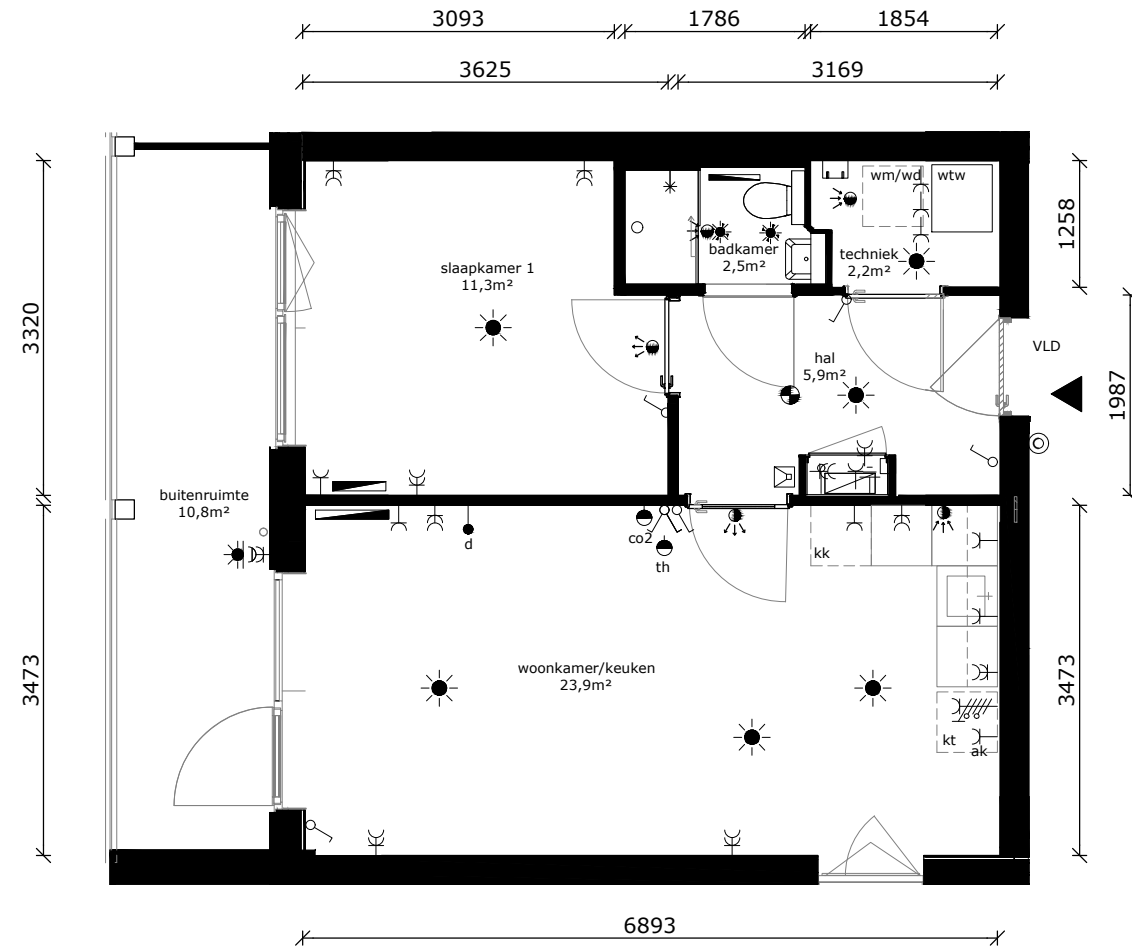 3093
1786
1854
3625
3169
wm/wd
wtw
1258
badkamer
2,5m²
techniek
2,2m²
slaapkamer 1
11,3m²
3320
VLD
hal
5,9m²
1987
buitenruimte
10,8m²
co2
d
th
kk
woonkamer/keuken
23,9m²
3473
3473
kt
ak
6893